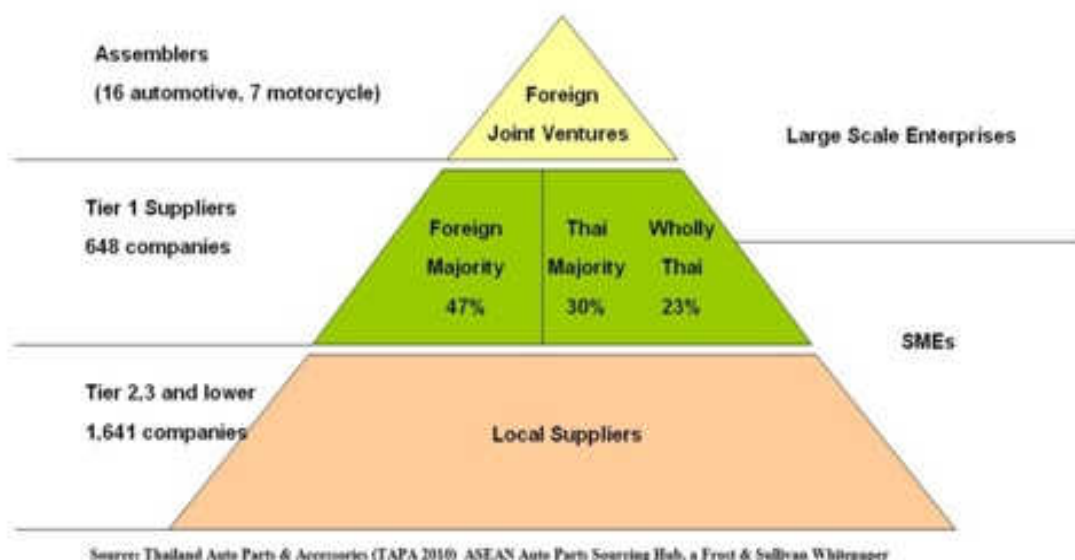 Assemblers
(16 automotive, 7 motorcycle)
Foreign
Joint Ventures
Large Scale Enterprises
Tier 1 Suppliers
648 companies
Foreign
Majority
47%
Thai
Majority
30%
Wholly
Thai
23%
SMEs
Tier 2,3 and lower
1,641 companies
Local Suppliers
Source: Thailand Auto Parts & Accessories (TAPA 2010) ASEAN Auto Parts Sourcing Hub, a Frost & Sullivan Whitepaper